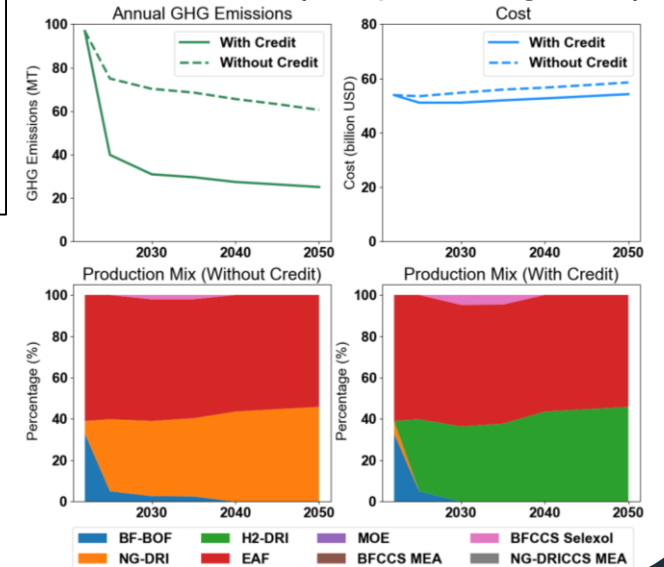 Annual GHG Emissions
GHG Emissions (MT)
100
80
60
40
20
0
With Credit
Without Credit
2030 2040 2050
Cost
Cost (billion USD)
80
60
40
20
0
With Credit
Without Credit
2030 2040 2050
Production Mix (Without Credit)
Percentage (%)
100
80
60
40
20
0
2030 2040 2050
Production Mix (With Credit)
Percentage (%)
100
80
60
40
20
0
2030 2040 2050
BF-BOF H2-DRI MOE BFCCS Selexol
NG-DRI EAF BFCCS MEA NG-DRICCS MEA